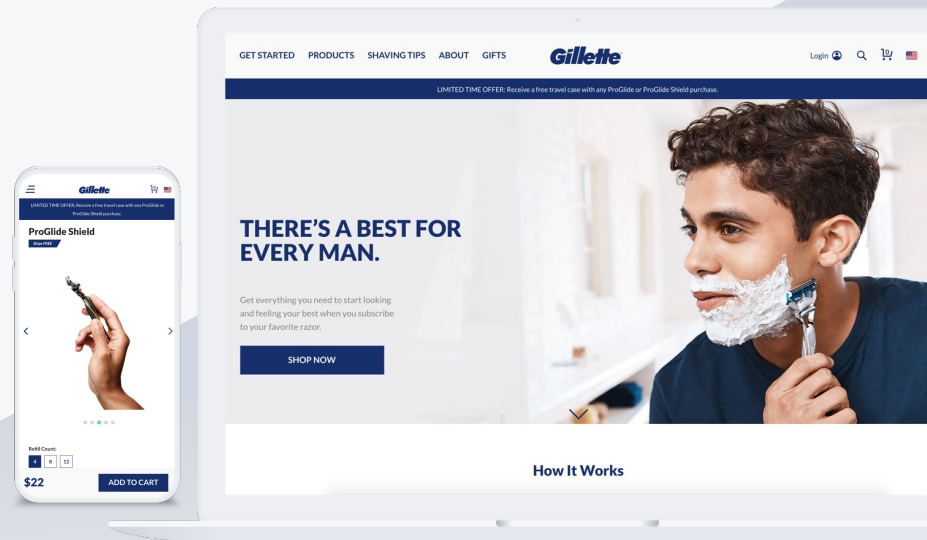 GET STARTED PRODUCTS SHAVING TIPS ABOUT GIFTS Gillette Login 0
LIMITED TIME OFFER: Receive a free travel case with any ProGlide or ProGlide Shield purchase.
THERE'S A BEST FOR
EVERY MAN.
Get everything you need to start looking
and feeling your best when you subscribe
to your favorite razor.
SHOP NOW
How It Works
Gillette
LIMITED TIME OFFER: Receive a free travel case with any ProGlide or
ProGlide Shield purchase.
ProGlide Shield
Ships FREE
Refill Count:
4 8 12
$22 ADD TO CART